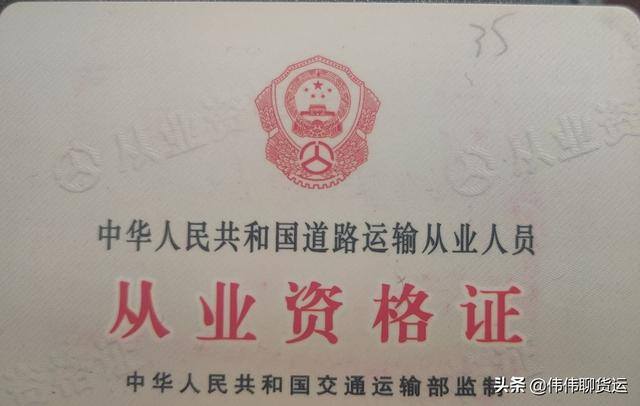 35
中华人民共和国道路运输从业人员
从业资格证
中华人民共和国交通运输部监制
头条 @伟伟聊货运